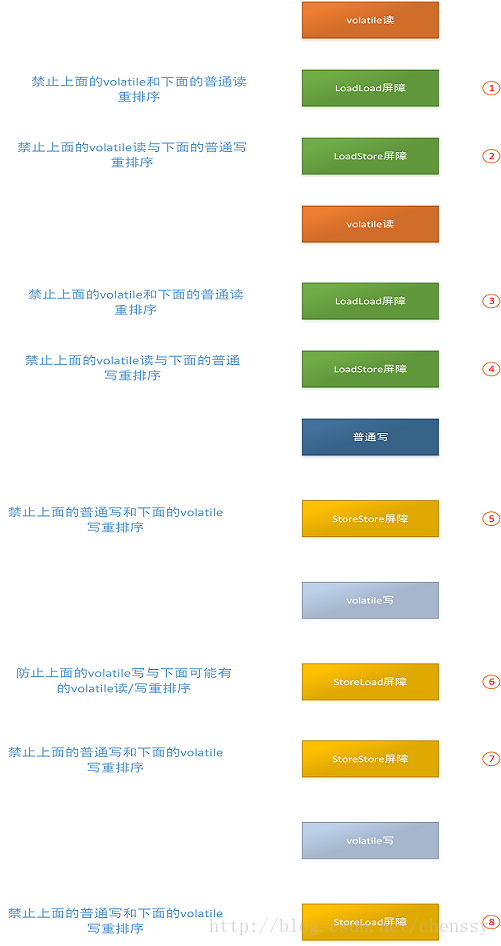 volatile读
禁止上面的volatile和下面的普通读
重排序
LoadLoad屏障
①
禁止上面的volatile读与下面的普通写
重排序
LoadStore屏障
②
volatile读
禁止上面的volatile和下面的普通读
重排序
LoadLoad屏障
③
禁止上面的volatile读与下面的普通
写重排序
LoadStore屏障
④
普通写
禁止上面的普通写和下面的volatile
写重排序
StoreStore屏障
⑤
volatile写
防止上面的volatile写与下面可能有
的volatile读/写重排序
StoreLoad屏障
⑥
禁止上面的普通写和下面的volatile
写重排序
StoreStore屏障
⑦
volatile写
禁止上面的普通写和下面的volatile
写重排序
StoreLoad屏障
⑧
http://blog.csdn.net/chenssy